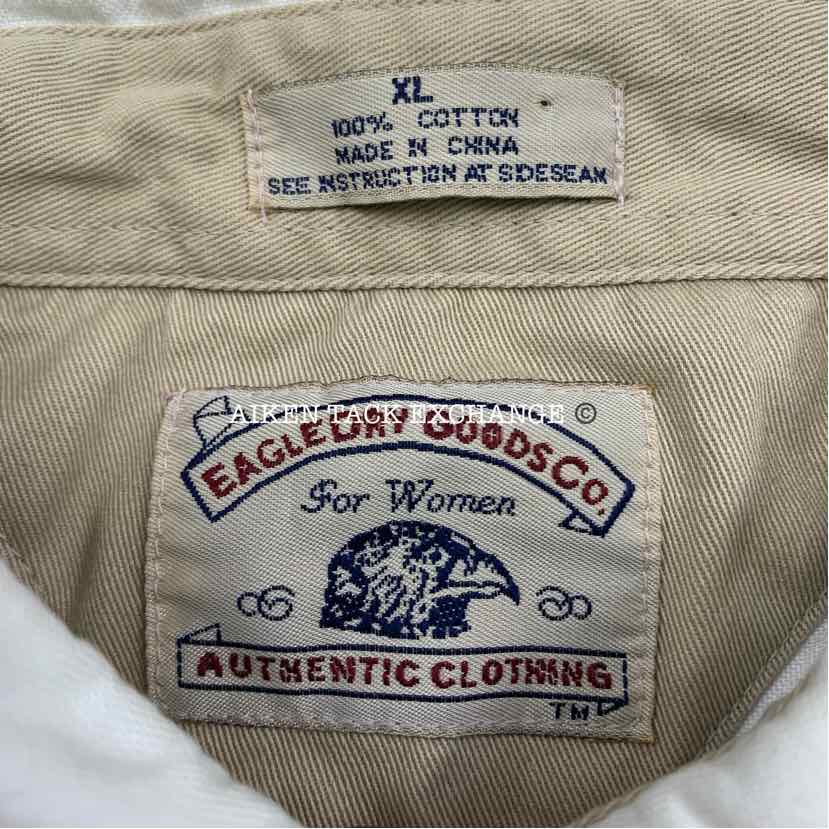 XL
100% COTTON
MADE IN CHINA
SEE INSTRUCTION AT SIDESEAM
AIKEN TACK EXCHANGE ©
EAGLE DRY GOODS CO.
For Women
AUTHENTIC CLOTHING
TM